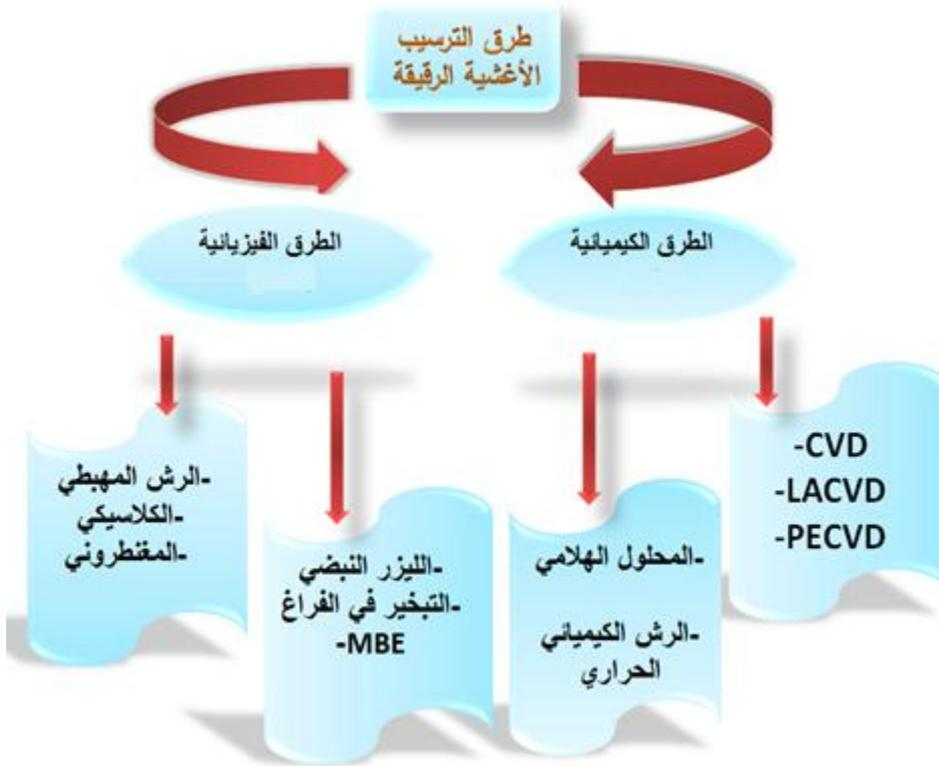 طرق الترسيب
الأغشية الرقيقة
الطرق الكيميائية
الطرق الفيزيائية
-CVD
-LACVD
-PECVD
-المحلول الهلامي
-الرش الكيميائي
الحراري
-الليزر النبضي
-التبخير في الفراغ
-MBE
-الرش المهبطي
-الكلاسيكي
-المغنطروني